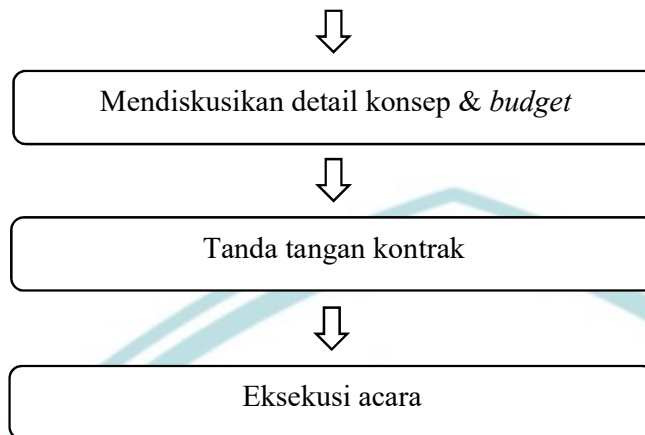 Mendiskusikan detail konsep & budget
Tanda tangan kontrak
Eksekusi acara